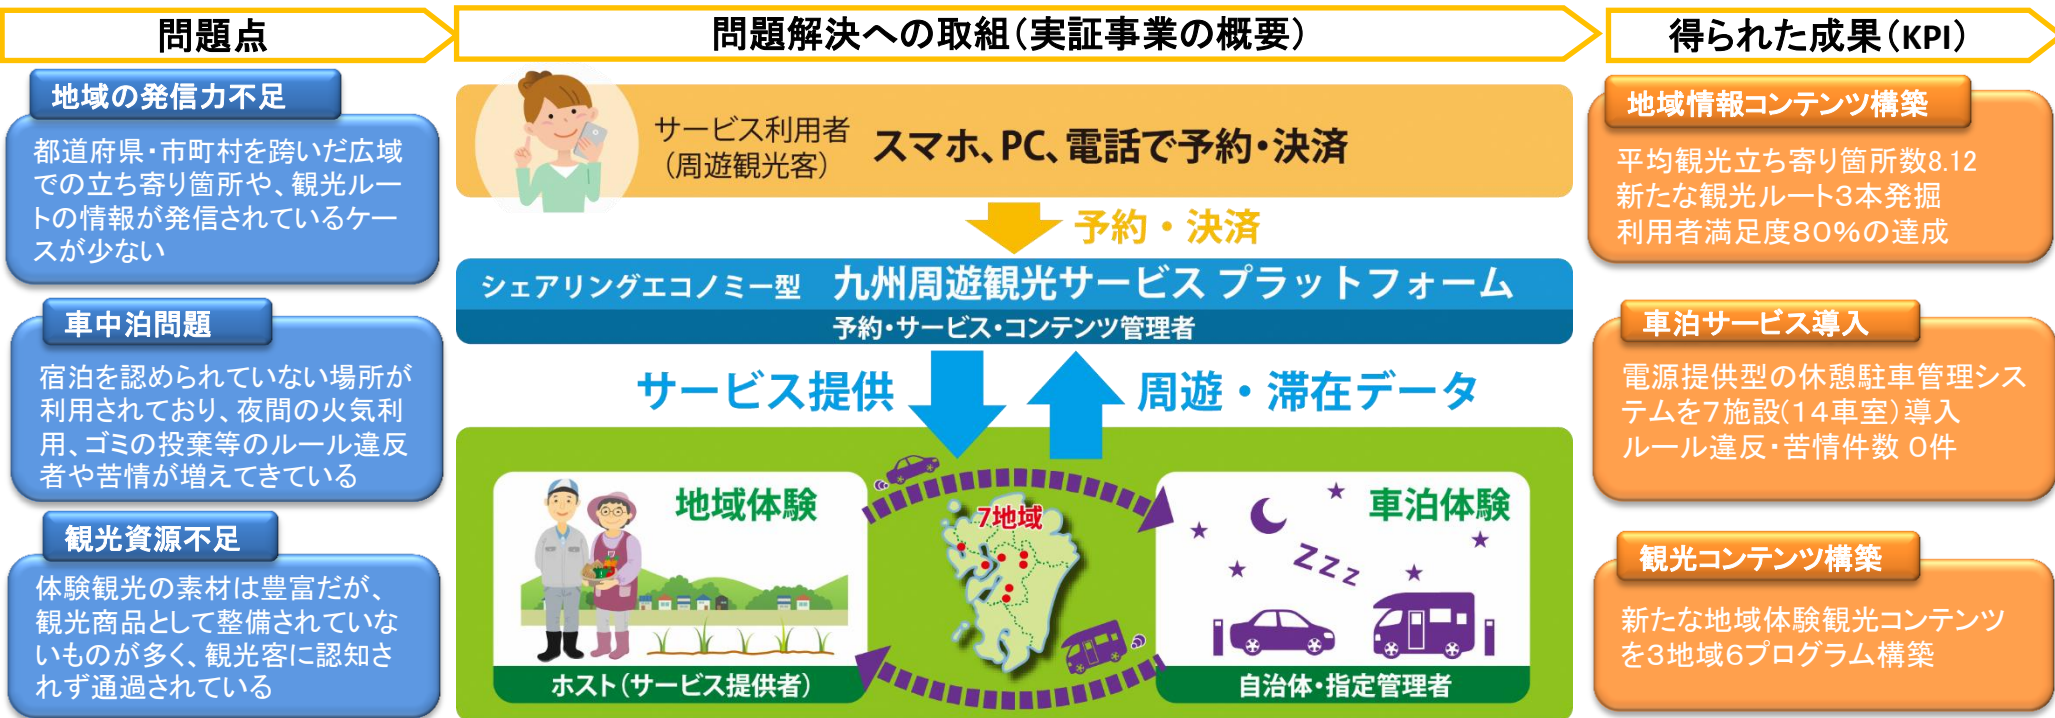 問題点
地域の発信力不足
都道府県・市町村を跨いだ広域
での立ち寄り箇所や、観光ルー
トの情報が発信されているケー
スが少ない
車中泊問題
宿泊を認められていない場所が
利用されており、夜間の火気利
用、ゴミの投棄等のルール違反
者や苦情が増えてきている
観光資源不足
体験観光の素材は豊富だが、
観光商品として整備されていな
いものが多く、観光客に認知さ
れず通過されている
問題解決への取組(実証事業の概要)
サービス利用者
(周遊観光客)
スマホ、PC、電話で予約・決済
予約・決済
シェアリングエコノミー型 九州周遊観光サービス プラットフォーム
予約・サービス・コンテンツ管理者
サービス提供
周遊・滞在データ
地域体験
ホスト(サービス提供者)
7地域
車泊体験
ZZZ
自治体・指定管理者
得られた成果(KPI)
地域情報コンテンツ構築
平均観光立ち寄り箇所数8.12
新たな観光ルート3本発掘
利用者満足度80%の達成
車泊サービス導入
電源提供型の休憩駐車管理シス
テムを7施設(14車室)導入
ルール違反・苦情件数 0件
観光コンテンツ構築
新たな地域体験観光コンテンツ
を3地域6プログラム構築